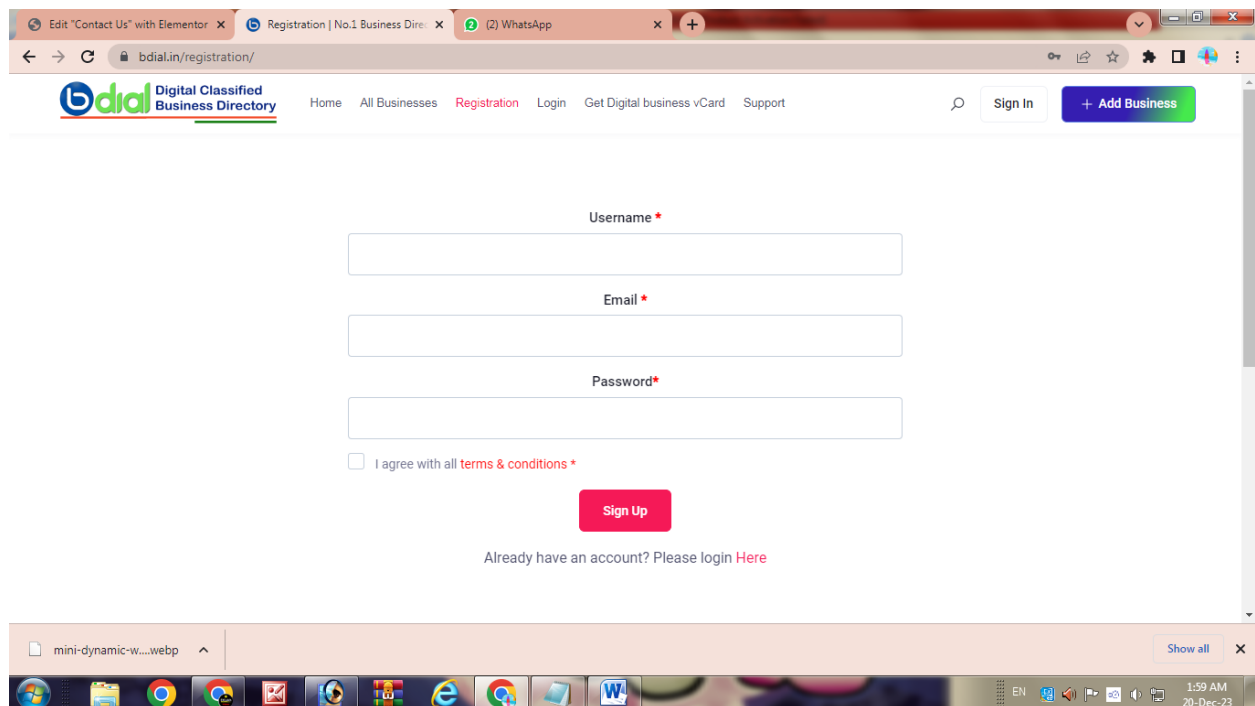 Edit "Contact Us" with Elementor
Registration | No.1 Business Direc
2 (2) WhatsApp
bdial.in/registration/
bdial Digital Classified
Business Directory
Home All Businesses Registration Login Get Digital business vCard Support
Sign In
+ Add Business
Username *
Email *
Password*
I agree with all terms & conditions *
Sign Up
Already have an account? Please login Here
mini-dynamic-w....webp
Show all
EN
1:59 AM
20-Dec-23